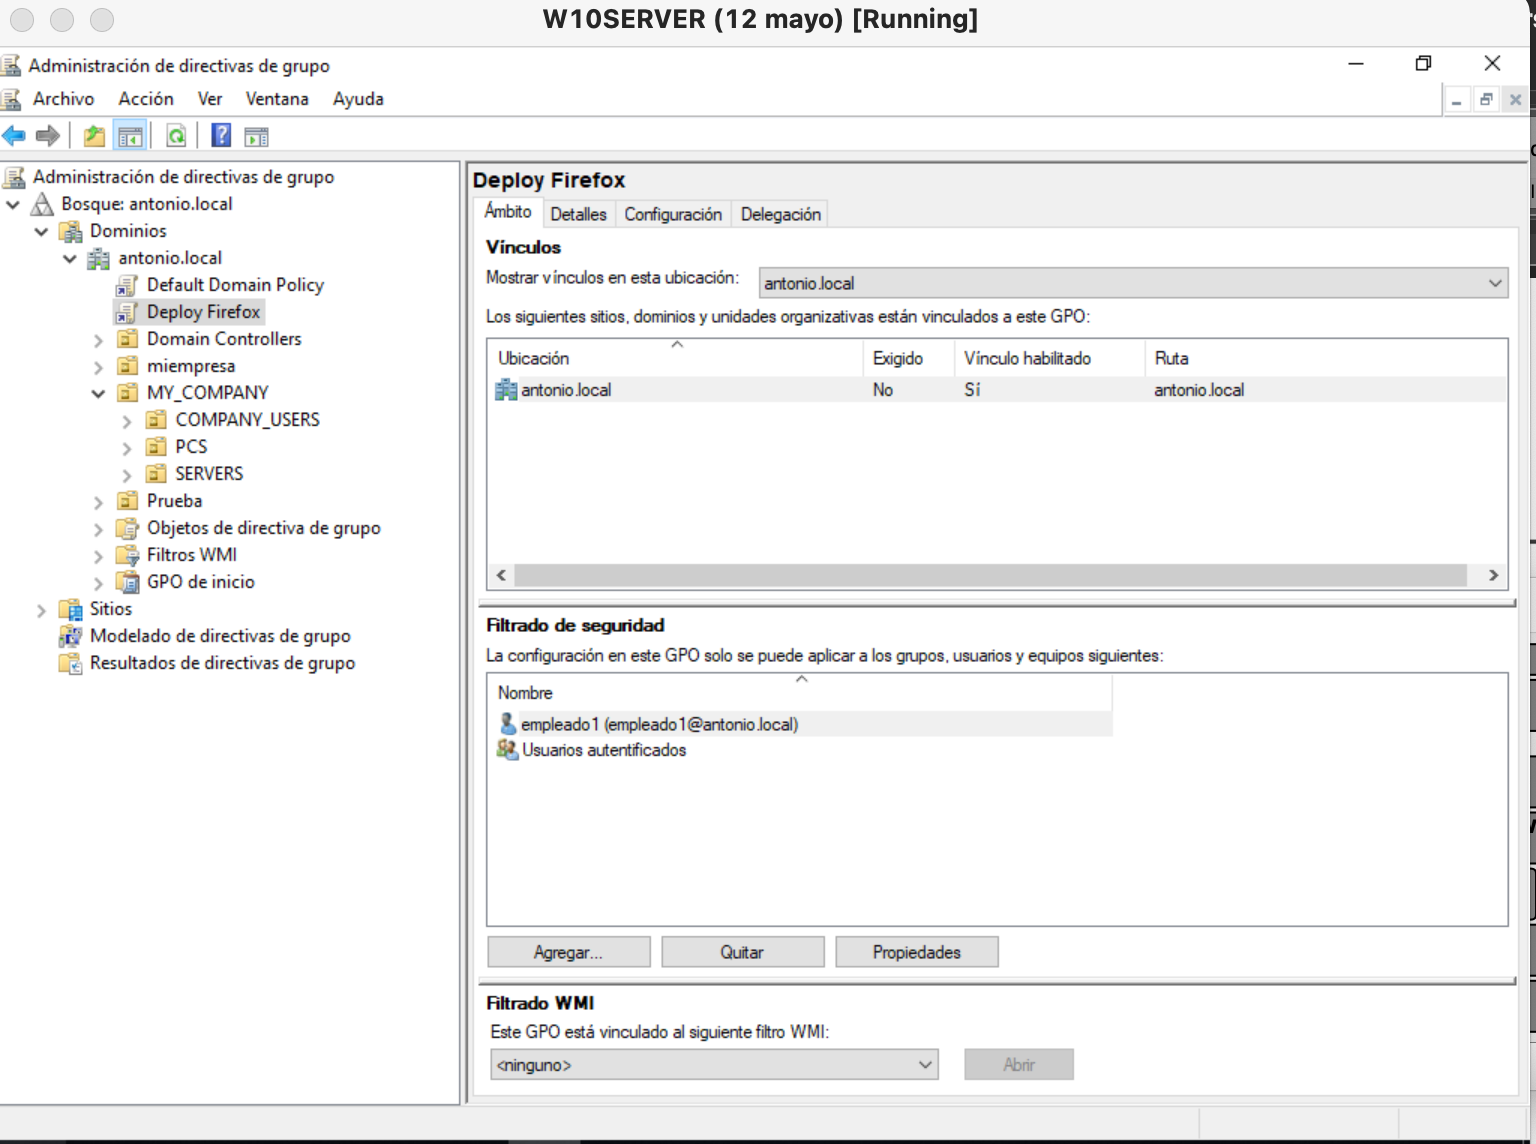 W10SERVER (12 mayo) [Running]
Administración de directivas de grupo
Archivo Acción Ver Ventana Ayuda
Administración de directivas de grupo
Bosque: antonio.local
Dominios
antonio.local
Default Domain Policy
Deploy Firefox
Domain Controllers
miempresa
MY_COMPANY
COMPANY_USERS
PCS
SERVERS
Prueba
Objetos de directiva de grupo
Filtros WMI
GPO de inicio
Sitios
Modelado de directivas de grupo
Resultados de directivas de grupo
Deploy Firefox
Ámbito Detalles Configuración Delegación
Vínculos
Mostrar vínculos en esta ubicación: antonio.local
Los siguientes sitios, dominios y unidades organizativas están vinculados a este GPO:
Ubicación Exigido Vínculo habilitado Ruta
antonio.local No Sí antonio.local
Filtrado de seguridad
La configuración en este GPO solo se puede aplicar a los grupos, usuarios y equipos siguientes:
Nombre
empleado1 (empleado1@antonio.local)
Usuarios autentificados
Agregar... Quitar Propiedades
Filtrado WMI
Este GPO está vinculado al siguiente filtro WMI:
<ninguno> Abrir